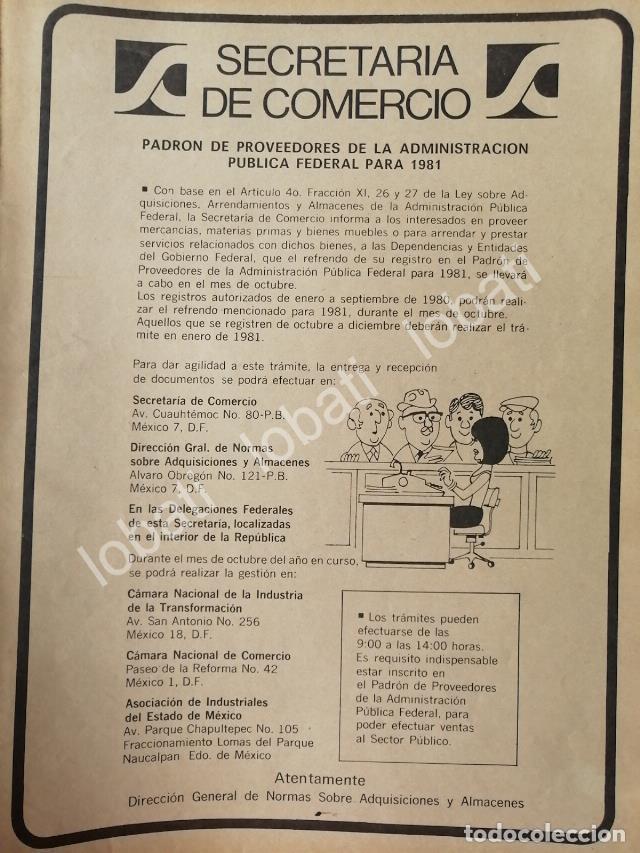 SECRETARIA
DE COMERCIO
PADRON DE PROVEEDORES DE LA ADMINISTRACION
PUBLICA FEDERAL PARA 1981
▪ Con base en el Artículo 4o. Fracción XI, 26 y 27 de la Ley sobre Ad-
quisiciones, Arrendamientos y Almacenes de la Administración Pública
Federal, la Secretaría de Comercio informa a los interesados en proveer
mercancías, materias primas y bienes muebles o para arrendar y prestar
servicios relacionados con dichos bienes, a las Dependencias y Entidades
del Gobierno Federal, que el refrendo de su registro en el Padrón de
Proveedores de la Administración Pública Federal para 1981, se llevará
a cabo en el mes de octubre.
Los registros autorizados de enero a septiembre de 1980, podrán reali-
zar el refrendo mencionado para 1981, durante el mes de octubre.
Aquellos que se registren de octubre a diciembre deberán realizar el trá-
mite en enero de 1981.
Para dar agilidad a este trámite, la entrega y recepción
de documentos se podrá efectuar en:
Secretaría de Comercio
Av. Cuauhtémoc No. 80-P.B.
México 7, D.F.
Dirección Gral. de Normas
sobre Adquisiciones y Almacenes
Alvaro Obregón No. 121-P.B.
México 7, D.F.
En las Delegaciones Federales
de esta Secretaría, localizadas
en el interior de la República
Durante el mes de octubre del año en curso,
se podrá realizar la gestión en:
Cámara Nacional de la Industria
de la Transformación
Av. San Antonio No. 256
México 18, D.F.
Cámara Nacional de Comercio
Paseo de la Reforma No. 42
México 1, D.F.
Asociación de Industriales
del Estado de México
Av. Parque Chapultepec No. 105
Fraccionamiento Lomas del Parque
Naucalpan Edo. de México
▪ Los trámites pueden
efectuarse de las
9:00 a las 14:00 horas.
Es requisito indispensable
estar inscrito en
el Padrón de Proveedores
de la Administración
Pública Federal, para
poder efectuar ventas
al Sector Público.
Atentamente
Dirección General de Normas Sobre Adquisiciones y Almacenes
lobati lobati lobati lobati
todocoleccion.net